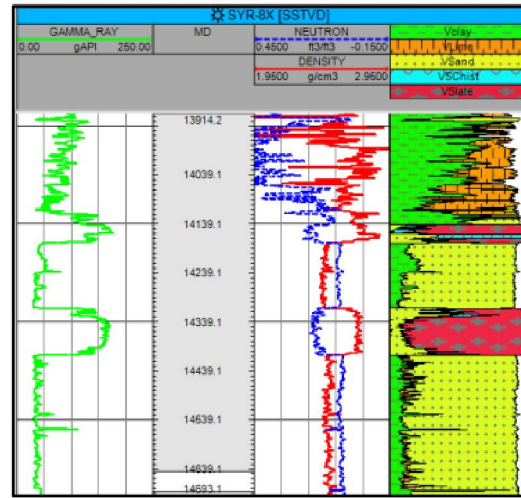 SYR-8X [SSTVD]
GAMMA_RAY MD NEUTRON Vclay
0.00 gAPI 250.00 0.4500 ft3/ft3 -0.1500 VLime
DENSITY VSand
1.9500 g/cm3 2.9500 VSChist
VSlate
13914.2
14039.1
14139.1
14239.1
14339.1
14439.1
14639.1
14639.1
14693.1